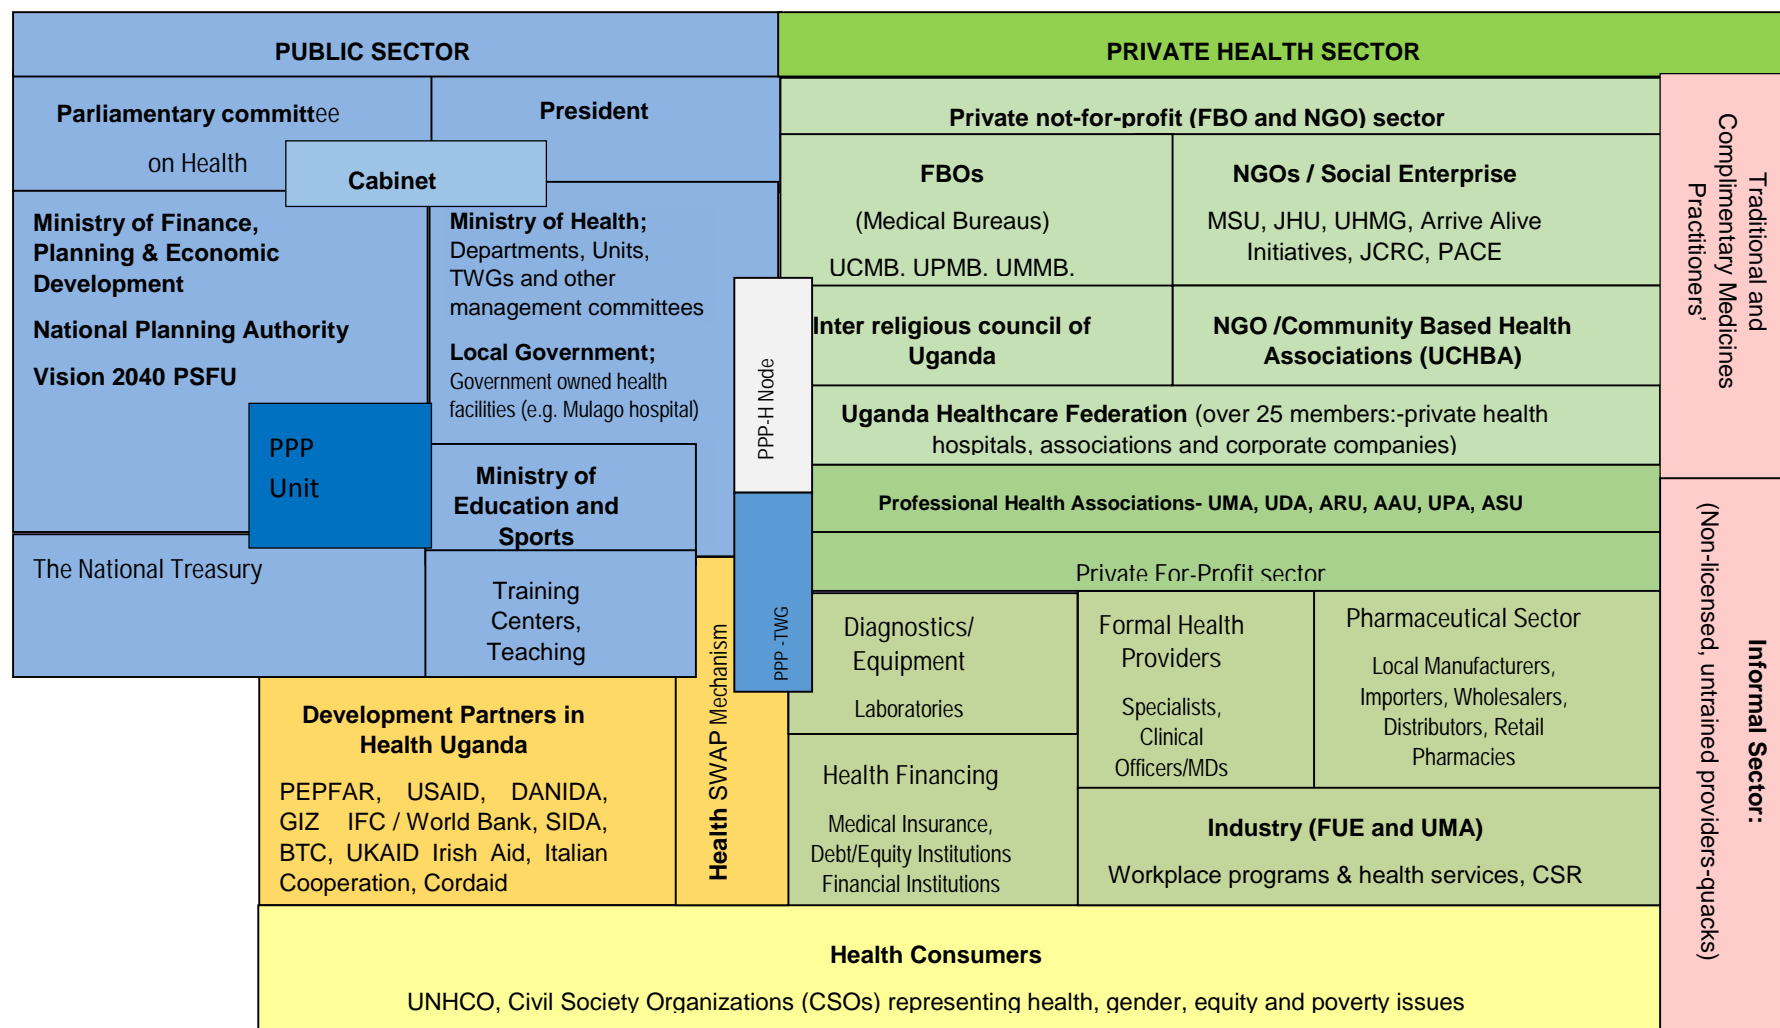 PUBLIC SECTOR
PRIVATE HEALTH SECTOR
Parliamentary committee
on Health
President
Cabinet
Ministry of Finance,
Planning & Economic
Development
National Planning Authority
Vision 2040 PSFU
Ministry of Health;
Departments, Units,
TWGs and other
management committees
Local Government;
Government owned health
facilities (e.g. Mulago hospital)
PPP
Unit
Ministry of
Education and
Sports
The National Treasury
Training
Centers,
Teaching
PPP-H Node
PPP -TWG
Private not-for-profit (FBO and NGO) sector
FBOs
(Medical Bureaus)
UCMB. UPMB. UMMB.
NGOs / Social Enterprise
MSU, JHU, UHMG, Arrive Alive
Initiatives, JCRC, PACE
Inter religious council of
Uganda
NGO /Community Based Health
Associations (UCHBA)
Uganda Healthcare Federation (over 25 members:-private health
hospitals, associations and corporate companies)
Professional Health Associations- UMA, UDA, ARU, AAU, UPA, ASU
Private For-Profit sector
Diagnostics/
Equipment
Laboratories
Formal Health
Providers
Specialists,
Clinical
Officers/MDs
Pharmaceutical Sector
Local Manufacturers,
Importers, Wholesalers,
Distributors, Retail
Pharmacies
Health Financing
Medical Insurance,
Debt/Equity Institutions
Financial Institutions
Industry (FUE and UMA)
Workplace programs & health services, CSR
Traditional and
Complimentary Medicines
Practitioners’
Informal Sector:
(Non-licensed, untrained providers-quacks)
Development Partners in
Health Uganda
PEPFAR, USAID, DANIDA,
GIZ IFC / World Bank, SIDA,
BTC, UKAID Irish Aid, Italian
Cooperation, Cordaid
Health SWAP Mechanism
Health Consumers
UNHCO, Civil Society Organizations (CSOs) representing health, gender, equity and poverty issues